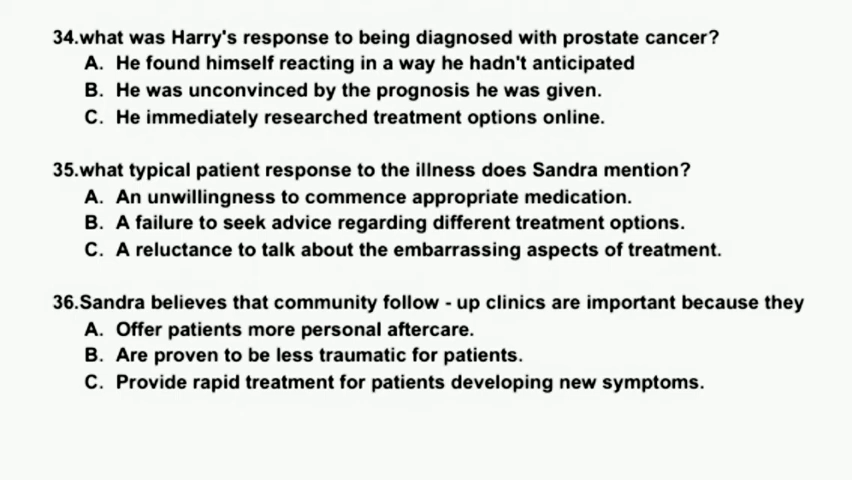 34.what was Harry's response to being diagnosed with prostate cancer?
A. He found himself reacting in a way he hadn't anticipated
B. He was unconvinced by the prognosis he was given.
C. He immediately researched treatment options online.
35.what typical patient response to the illness does Sandra mention?
A. An unwillingness to commence appropriate medication.
B. A failure to seek advice regarding different treatment options.
C. A reluctance to talk about the embarrassing aspects of treatment.
36.Sandra believes that community follow - up clinics are important because they
A. Offer patients more personal aftercare.
B. Are proven to be less traumatic for patients.
C. Provide rapid treatment for patients developing new symptoms.